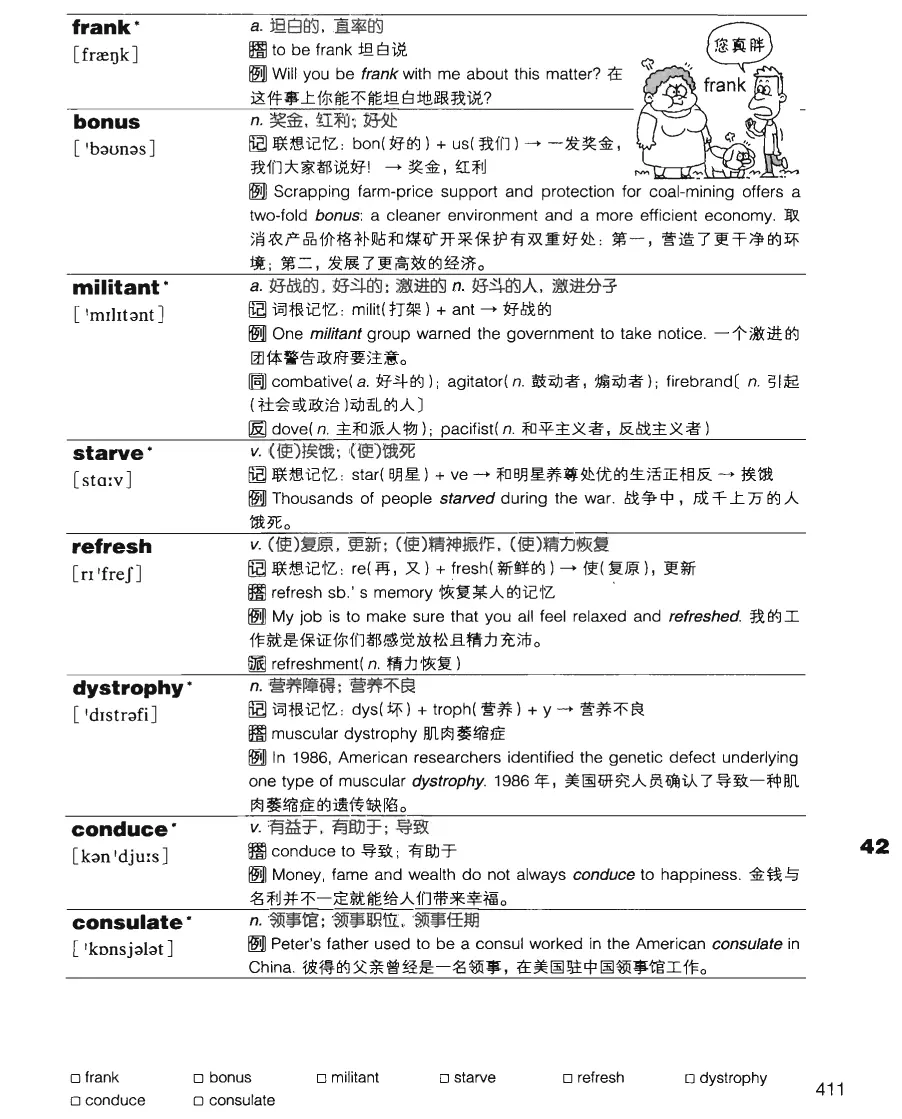 frank*
[fræŋk]
a. 坦白的，直率的
搭 to be frank 坦白说
例 Will you be frank with me about this matter? 在
这件事上你能不能坦白地跟我说?
您真胖
frank
bonus
[ˈbəʊnəs]
n. 奖金，红利；好处
记 联想记忆：bon(好的) + us(我们) → 一发奖金，
我们大家都说好! → 奖金，红利
例 Scrapping farm-price support and protection for coal-mining offers a
two-fold bonus: a cleaner environment and a more efficient economy. 取
消农产品价格补贴和煤矿开采保护有双重好处：第一，营造了更干净的环
境；第二，发展了更高效的经济。
militant*
[ˈmɪlɪtənt]
a. 好战的，好斗的；激进的 n. 好斗的人，激进分子
记 词根记忆：milit(打架) + ant → 好战的
例 One militant group warned the government to take notice. 一个激进的
团体警告政府要注意。
同 combative(a. 好斗的); agitator(n. 鼓动者，煽动者); firebrand〔n. 引起
(社会或政治)动乱的人〕
反 dove(n. 主和派人物); pacifist(n. 和平主义者，反战主义者)
starve*
[stɑːv]
v. (使)挨饿；(使)饿死
记 联想记忆：star(明星) + ve → 和明星养尊处优的生活正相反 → 挨饿
例 Thousands of people starved during the war. 战争中，成千上万的人
饿死。
refresh
[rɪˈfreʃ]
v. (使)复原，更新；(使)精神振作，(使)精力恢复
记 联想记忆：re(再，又) + fresh(新鲜的) → 使(复原)，更新
搭 refresh sb.' s memory 恢复某人的记忆
例 My job is to make sure that you all feel relaxed and refreshed. 我的工
作就是保证你们都感觉放松且精力充沛。
派 refreshment(n. 精力恢复)
dystrophy*
[ˈdɪstrəfi]
n. 营养障碍；营养不良
记 词根记忆：dys(坏) + troph(营养) + y → 营养不良
搭 muscular dystrophy 肌肉萎缩症
例 In 1986, American researchers identified the genetic defect underlying
one type of muscular dystrophy. 1986年，美国研究人员确认了导致一种肌
肉萎缩症的遗传缺陷。
conduce*
[kənˈdjuːs]
v. 有益于，有助于；导致
搭 conduce to 导致；有助于
例 Money, fame and wealth do not always conduce to happiness. 金钱与
名利并不一定就能给人们带来幸福。
42
consulate*
[ˈkɒnsjələt]
n. 领事馆；领事职位，领事任期
例 Peter's father used to be a consul worked in the American consulate in
China. 彼得的父亲曾经是一名领事，在美国驻中国领事馆工作。
□ frank □ bonus □ militant □ starve □ refresh □ dystrophy
□ conduce □ consulate
411